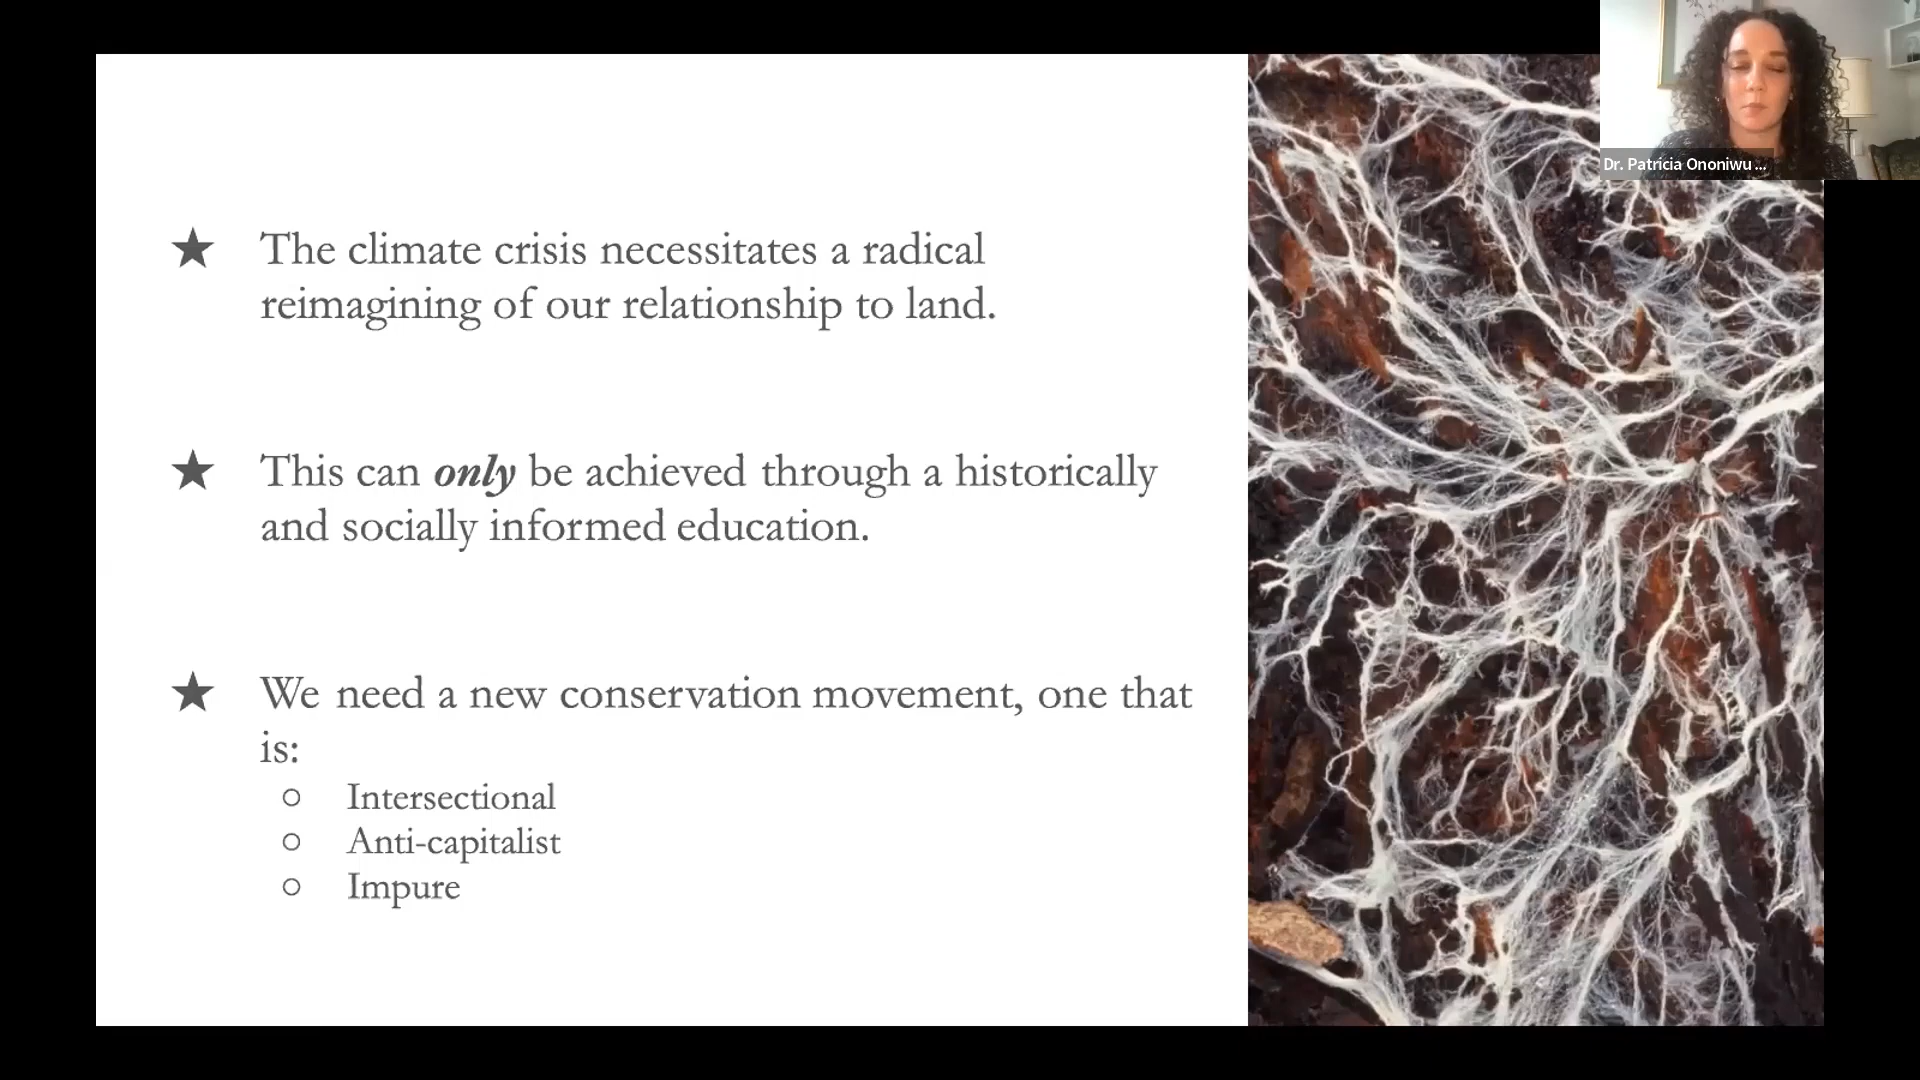 Dr. Patricia Ononiwu ...
★ The climate crisis necessitates a radical
reimagining of our relationship to land.
★ This can only be achieved through a historically
and socially informed education.
★ We need a new conservation movement, one that
is:
○ Intersectional
○ Anti-capitalist
○ Impure